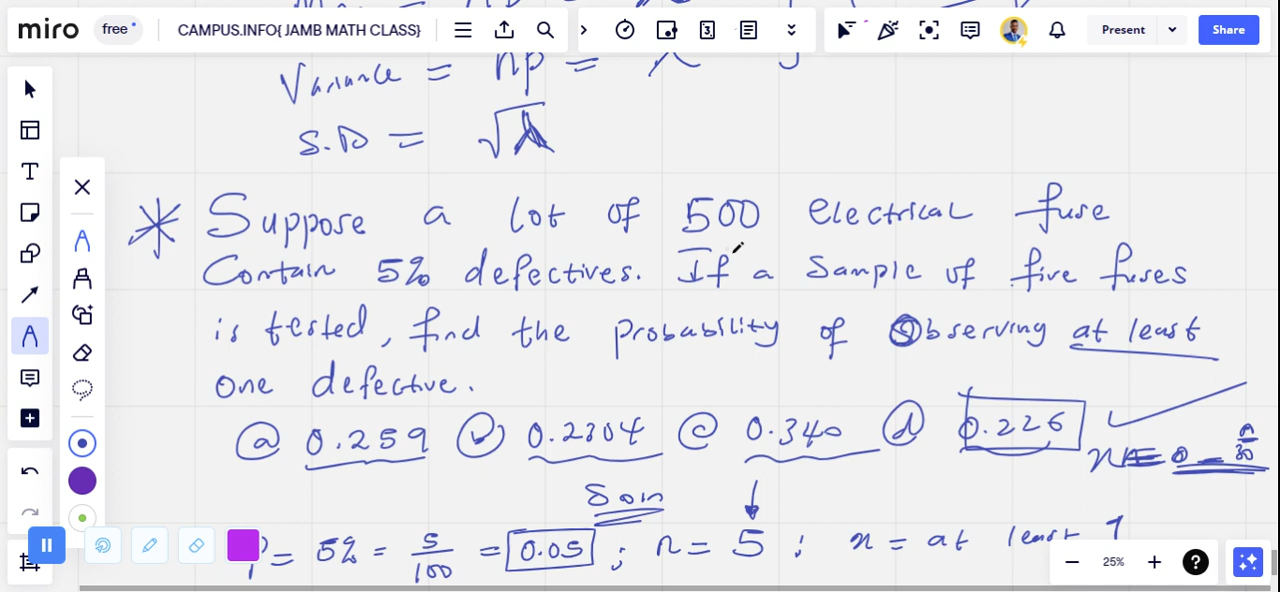 miro free CAMPUS.INFO{ JAMB MATH CLASS} Present Share
Variance = np = λ
S.D = √λ
* Suppose a lot of 500 electrical fuse
Contain 5% defectives. If a Sample of five fuses
is tested, find the probability of Observing at least
one defective.
(a) 0.259 (b) 0.2304 (c) 0.340 (d) 0.226
Soln
P = 5% = 5/100 = 0.05 ; n = 5 ; x = at least 1
25%